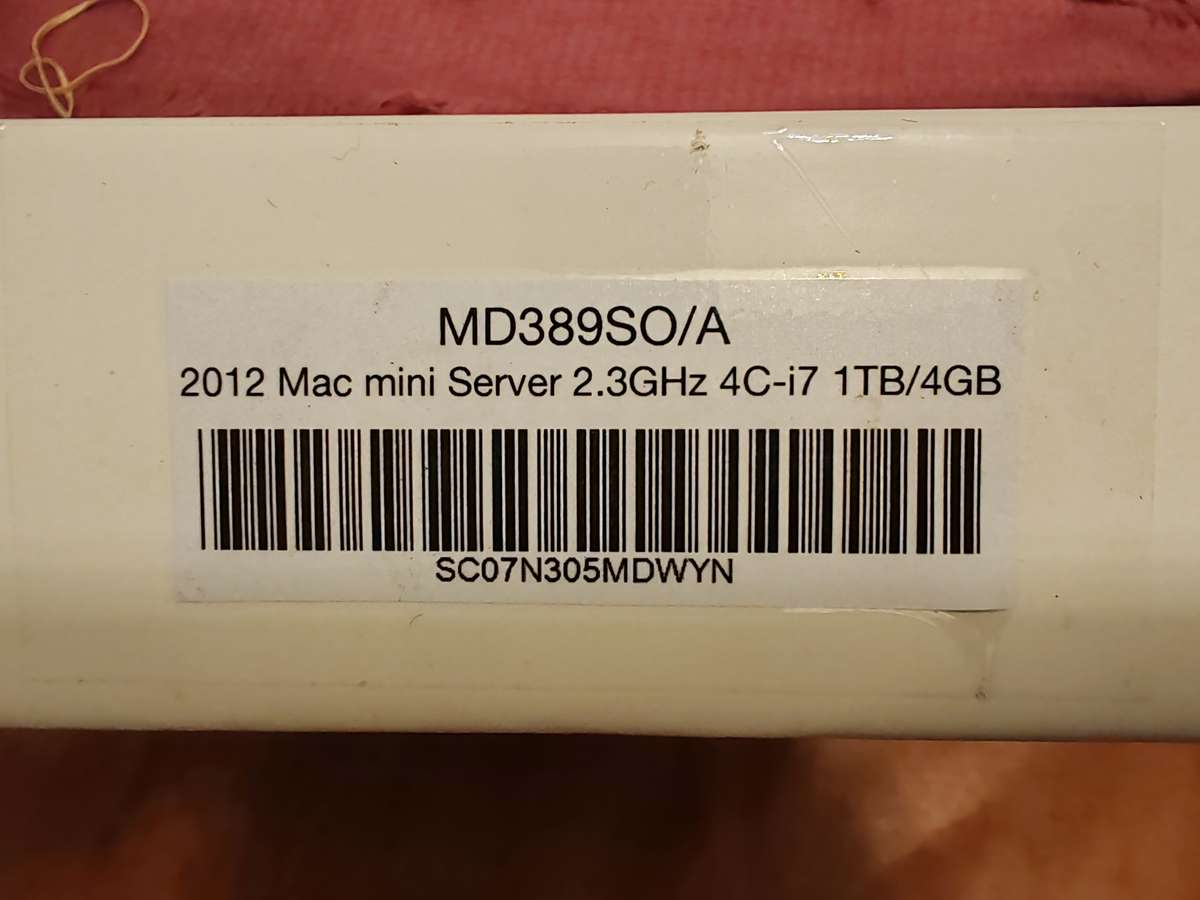 MD389SO/A
2012 Mac mini Server 2.3GHz 4C-i7 1TB/4GB
SC07N305MDWYN